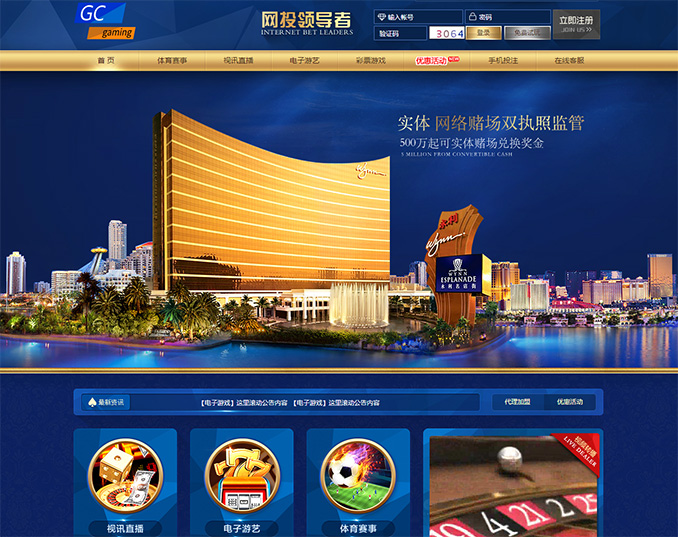 GC
gaming
网投领导者
INTERNET BET LEADERS
输入帐号
密码
立即注册
JOIN US >>
验证码
3064
登录
免费试玩
首 页
体育赛事
视讯直播
电子游艺
彩票游戏
优惠活动
手机投注
在线客服
实体 网络赌场双执照监管
500万起可实体赌场兑换奖金
5 MILLION FROM CONVERTIBLE CASH
wynn
永利
wynn
WYNN
ESPLANADE
永利名店街
最新资讯
【电子游戏】这里滚动公告内容 【电子游戏】这里滚动公告内容
代理加盟
优惠活动
LIVE DEALER
777
视讯直播
电子游艺
体育赛事
4 21 2 25